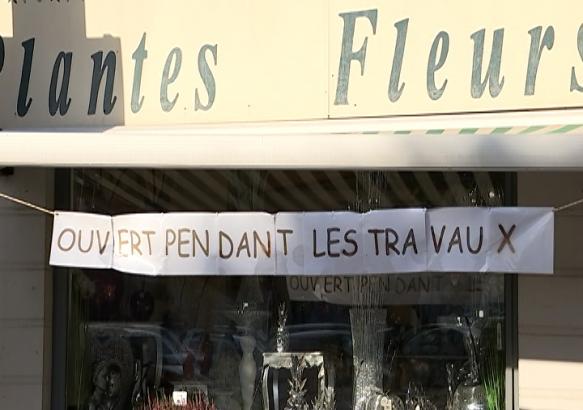 Plantes Fleurs
OUVERT PENDANT LES TRAVAUX
OUVERT PENDANT